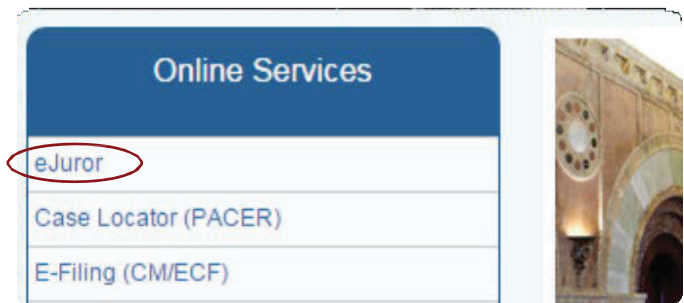 Online Services
eJuror
Case Locator (PACER)
E-Filing (CM/ECF)